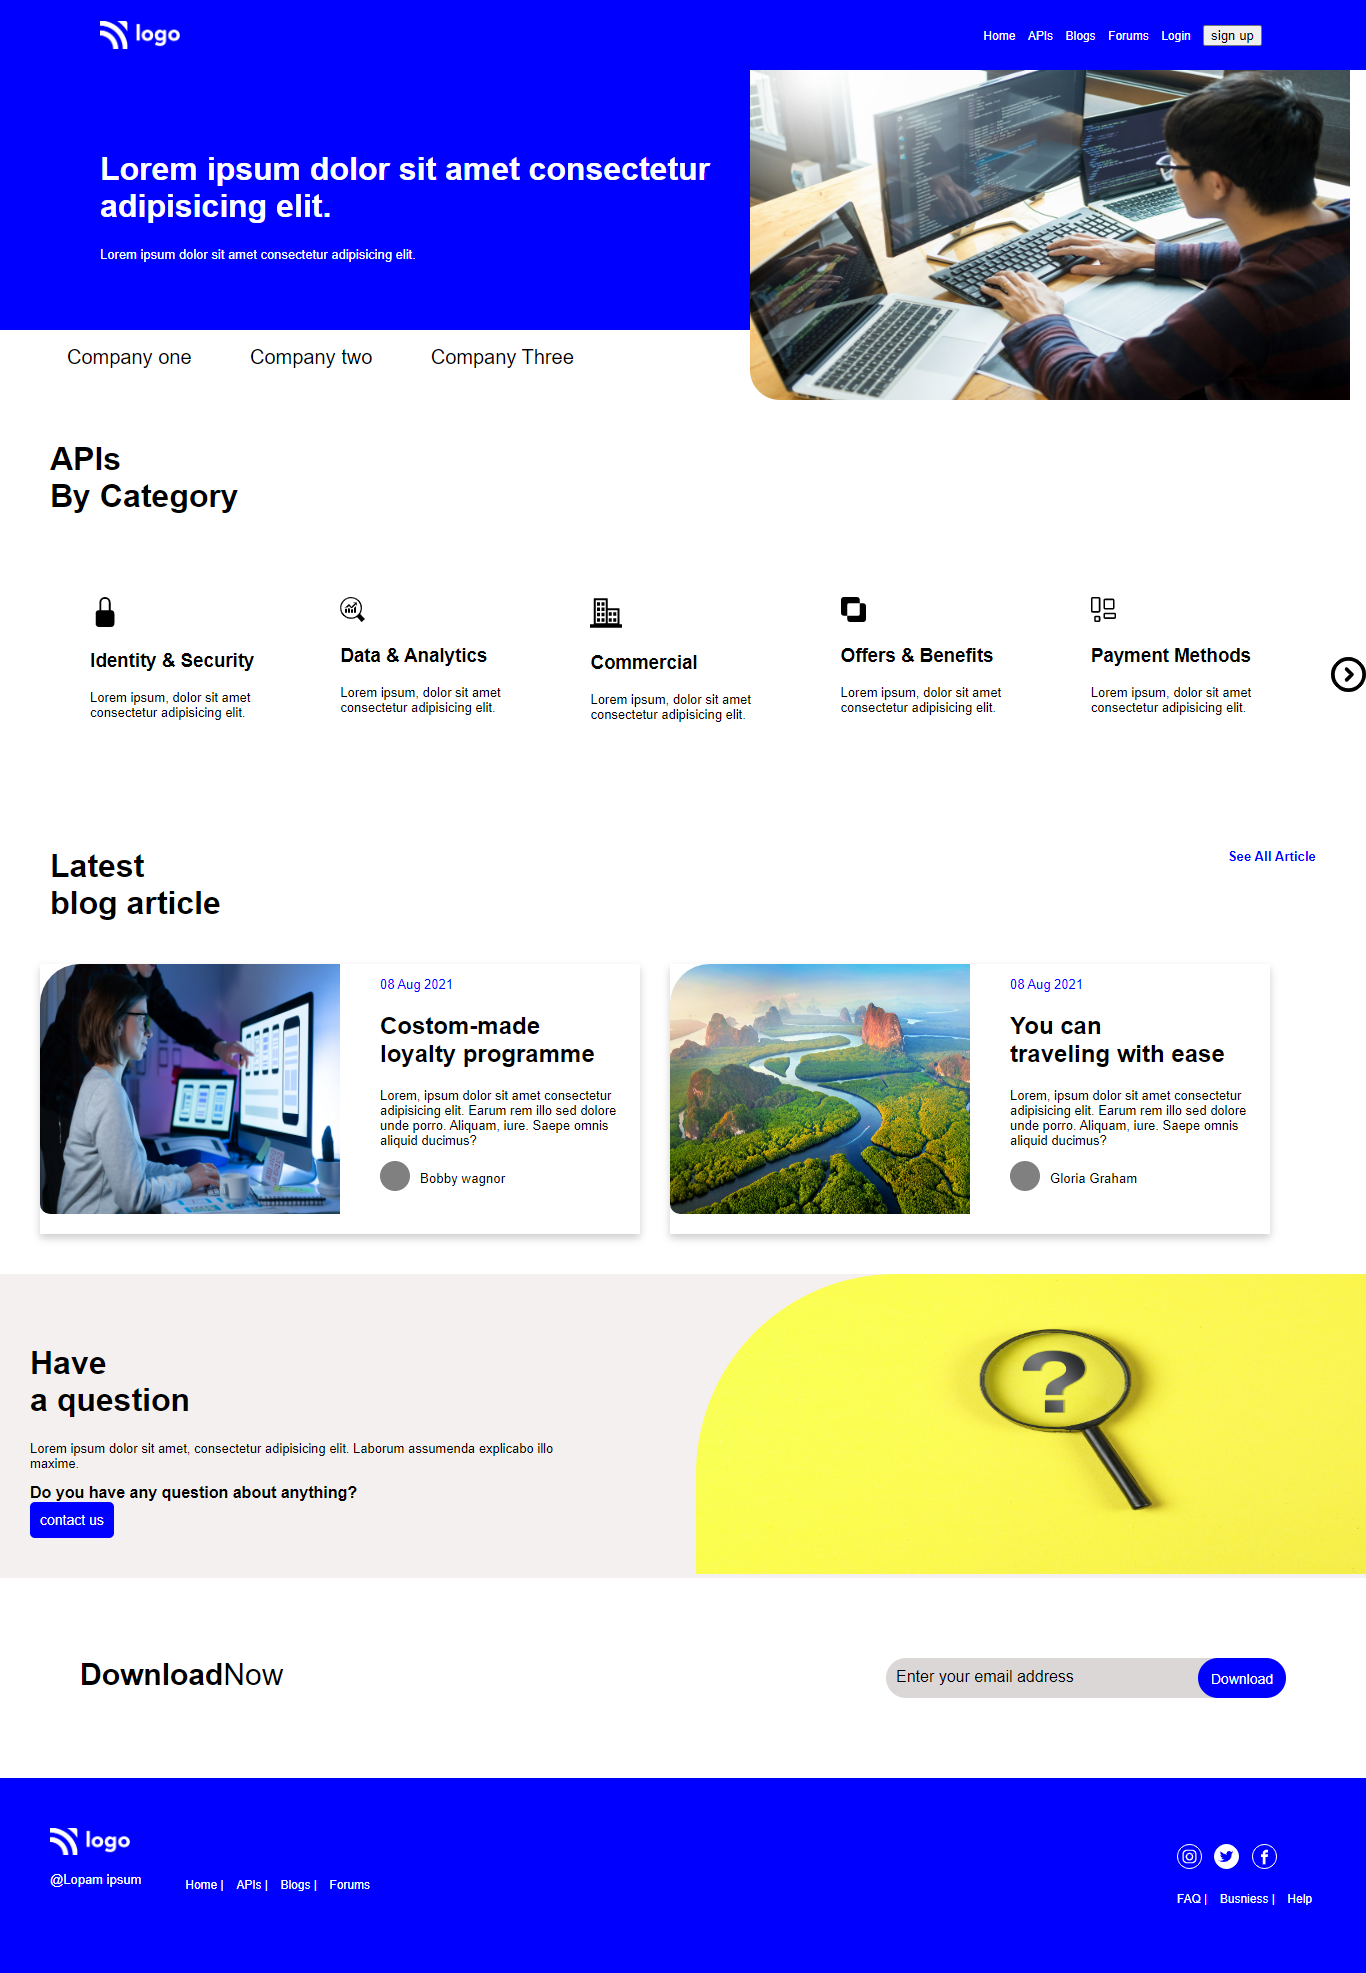 logo
Home APIs Blogs Forums Login sign up
Lorem ipsum dolor sit amet consectetur
adipisicing elit.
Lorem ipsum dolor sit amet consectetur adipisicing elit.
Company one Company two Company Three
APIs
By Category
Identity & Security
Lorem ipsum, dolor sit amet
consectetur adipisicing elit.
Data & Analytics
Lorem ipsum, dolor sit amet
consectetur adipisicing elit.
Commercial
Lorem ipsum, dolor sit amet
consectetur adipisicing elit.
Offers & Benefits
Lorem ipsum, dolor sit amet
consectetur adipisicing elit.
Payment Methods
Lorem ipsum, dolor sit amet
consectetur adipisicing elit.
Latest
blog article
See All Article
08 Aug 2021
Costom-made
loyalty programme
Lorem, ipsum dolor sit amet consectetur
adipisicing elit. Earum rem illo sed dolore
unde porro. Aliquam, iure. Saepe omnis
aliquid ducimus?
Bobby wagnor
08 Aug 2021
You can
traveling with ease
Lorem, ipsum dolor sit amet consectetur
adipisicing elit. Earum rem illo sed dolore
unde porro. Aliquam, iure. Saepe omnis
aliquid ducimus?
Gloria Graham
Have
a question
Lorem ipsum dolor sit amet, consectetur adipisicing elit. Laborum assumenda explicabo illo
maxime.
Do you have any question about anything?
contact us
?
DownloadNow
Enter your email address Download
logo
@Lopam ipsum
Home | APIs | Blogs | Forums
FAQ | Busniess | Help